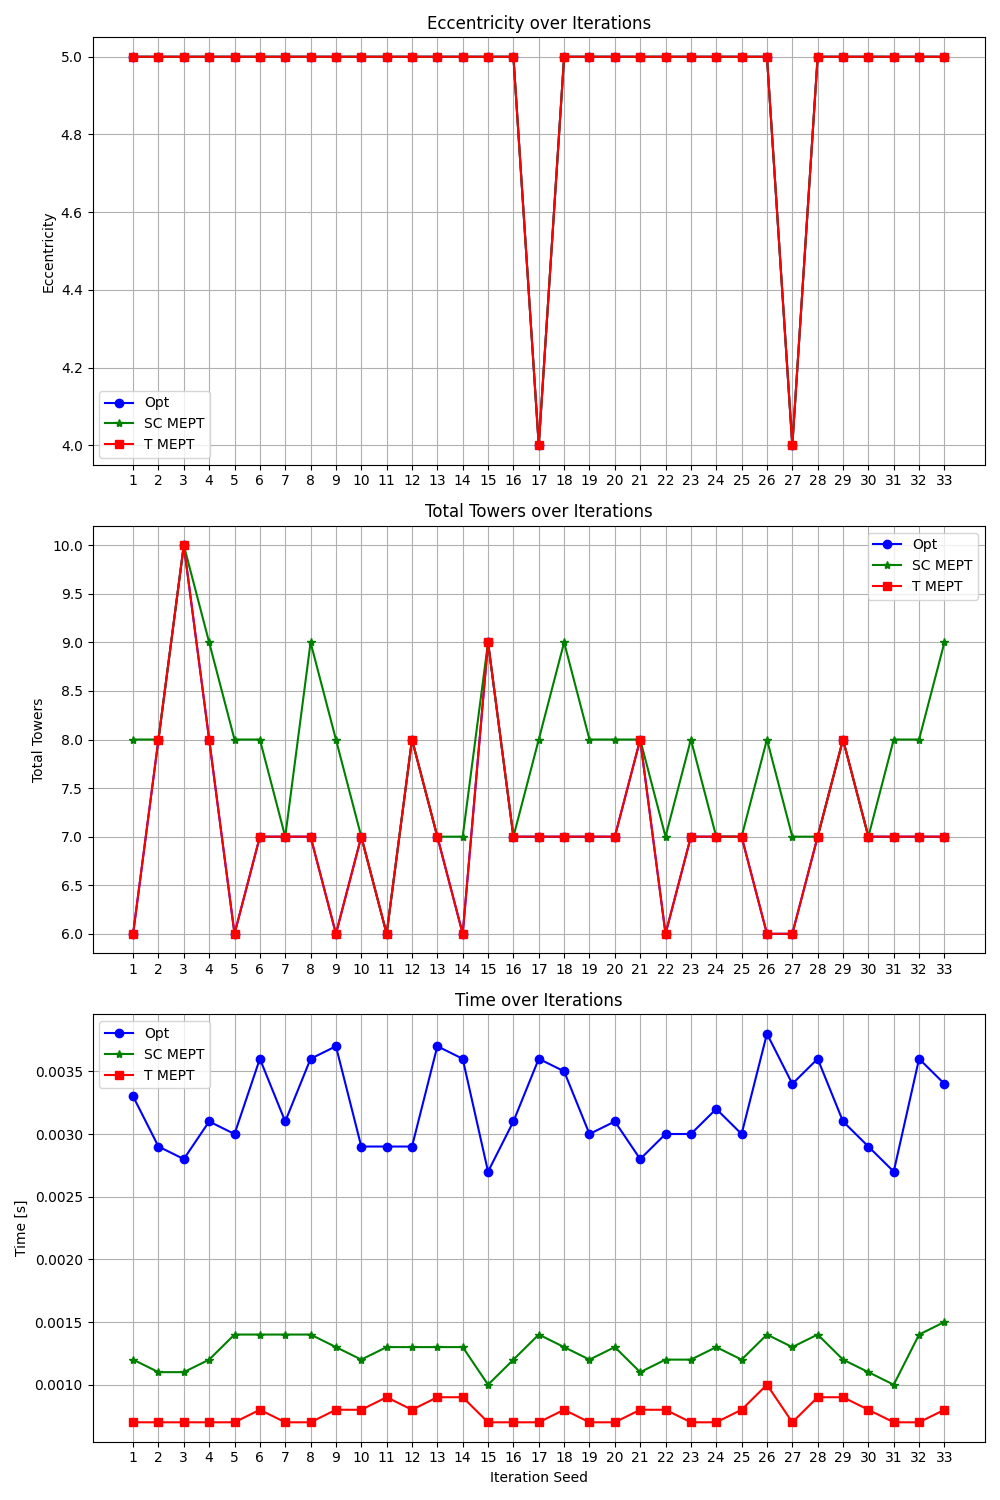 Eccentricity over Iterations
5.0
4.8
4.6
4.4
4.2
4.0
Eccentricity
Opt
SC MEPT
T MEPT
1 2 3 4 5 6 7 8 9 10 11 12 13 14 15 16 17 18 19 20 21 22 23 24 25 26 27 28 29 30 31 32 33
Total Towers over Iterations
10.0
9.5
9.0
8.5
8.0
7.5
7.0
6.5
6.0
Total Towers
Opt
SC MEPT
T MEPT
1 2 3 4 5 6 7 8 9 10 11 12 13 14 15 16 17 18 19 20 21 22 23 24 25 26 27 28 29 30 31 32 33
Time over Iterations
Opt
SC MEPT
T MEPT
0.0035
0.0030
0.0025
0.0020
0.0015
0.0010
Time [s]
1 2 3 4 5 6 7 8 9 10 11 12 13 14 15 16 17 18 19 20 21 22 23 24 25 26 27 28 29 30 31 32 33
Iteration Seed